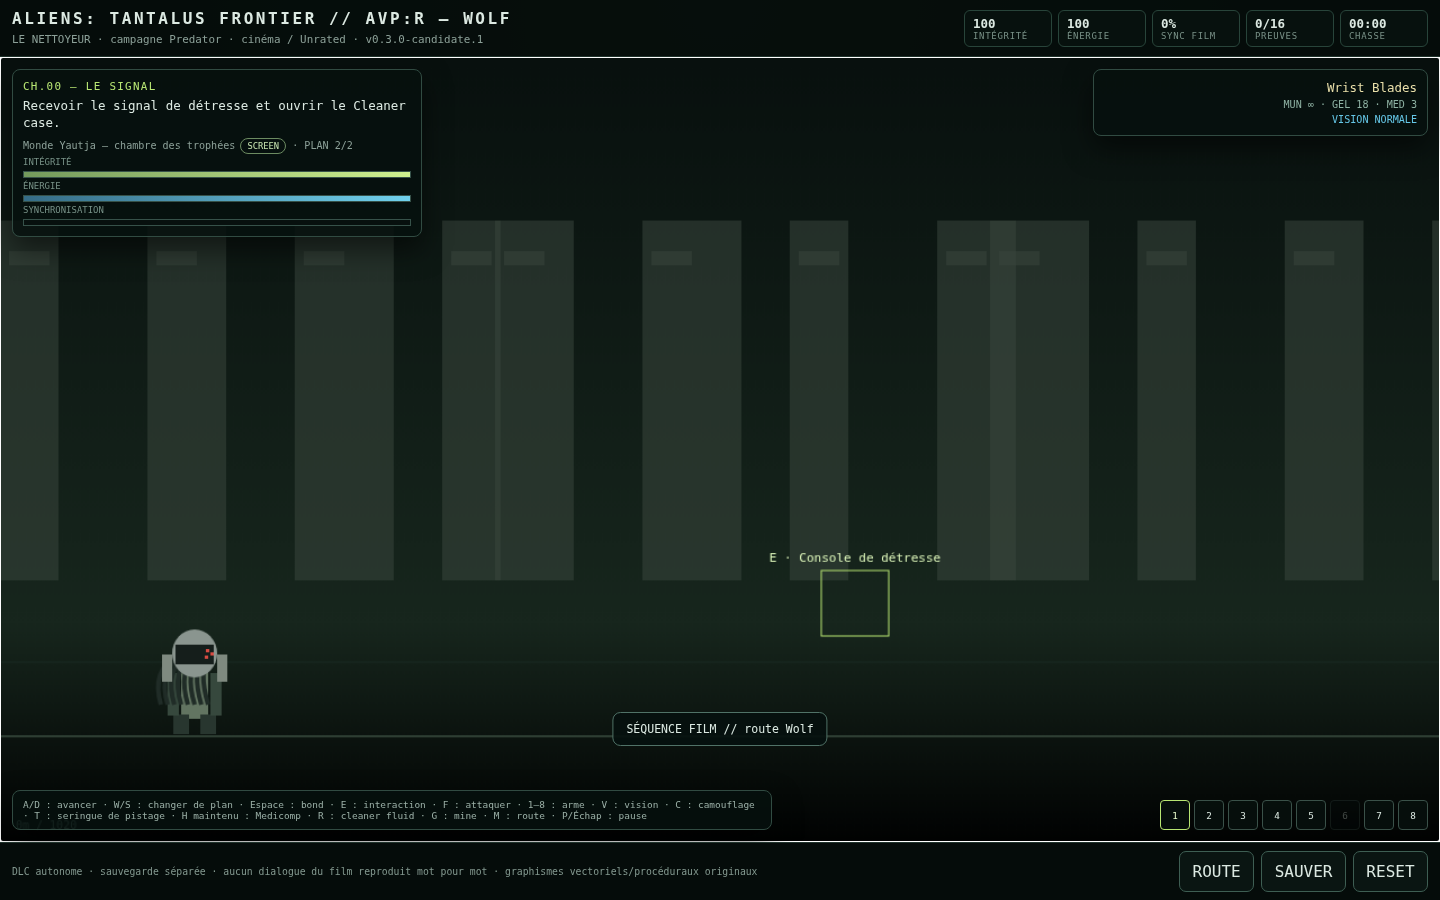 ALIENS: TANTALUS FRONTIER // AVP:R — WOLF
LE NETTOYEUR · campagne Predator · cinéma / Unrated · v0.3.0-candidate.1
100
INTÉGRITÉ
100
ÉNERGIE
0%
SYNC FILM
0/16
PREUVES
00:00
CHASSE
CH.00 — LE SIGNAL
Recevoir le signal de détresse et ouvrir le Cleaner
case.
Monde Yautja — chambre des trophées SCREEN · PLAN 2/2
INTÉGRITÉ
ÉNERGIE
SYNCHRONISATION
Wrist Blades
MUN ∞ · GEL 18 · MED 3
VISION NORMALE
E · Console de détresse
SÉQUENCE FILM // route Wolf
A/D : avancer · W/S : changer de plan · Espace : bond · E : interaction · F : attaquer · 1–8 : arme · V : vision · C : camouflage
· T : seringue de pistage · H maintenu : Medicomp · R : cleaner fluid · G : mine · M : route · P/Échap : pause
1 2 3 4 5 6 7 8
DLC autonome · sauvegarde séparée · aucun dialogue du film reproduit mot pour mot · graphismes vectoriels/procéduraux originaux
ROUTE SAUVER RESET